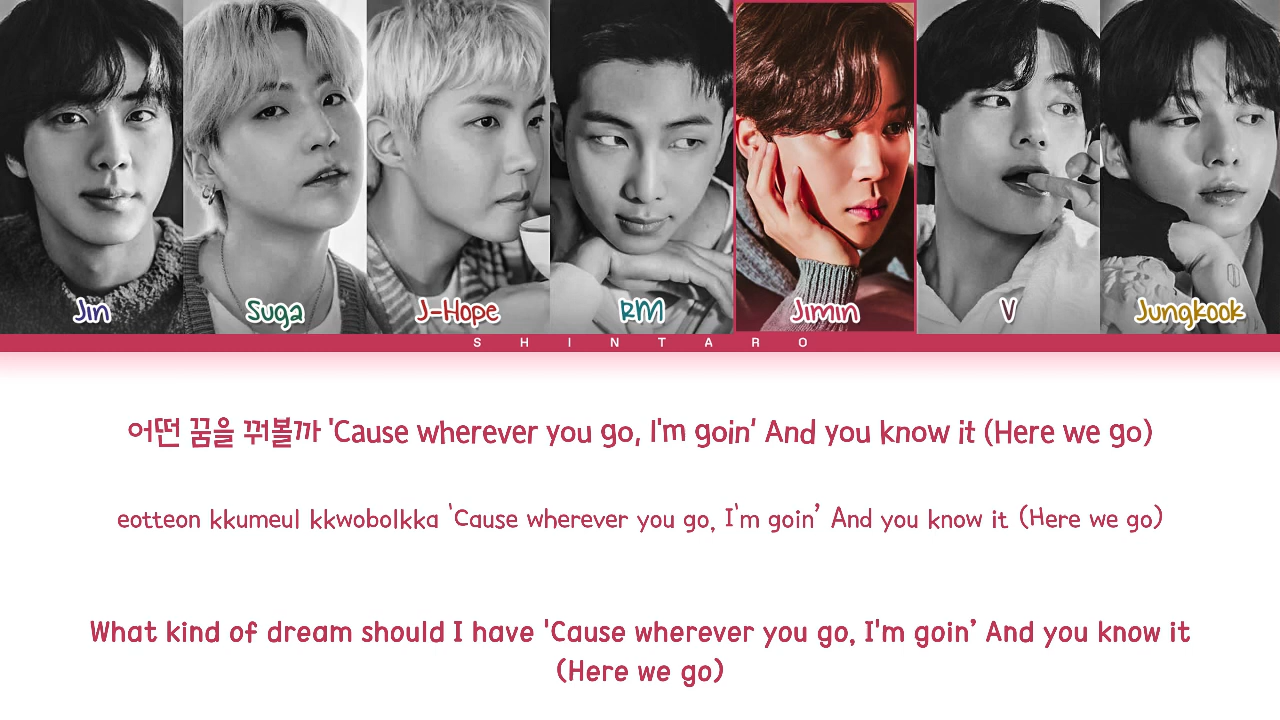 Jin
Suga
J-Hope
RM
Jimin
V
Jungkook
SHINTARO
어떤 꿈을 꿔볼까 'Cause wherever you go, I'm goin’ And you know it (Here we go)
eotteon kkumeul kkwobolkka ‘Cause wherever you go, I‘m goin’ And you know it (Here we go)
What kind of dream should I have 'Cause wherever you go, I'm goin’ And you know it
(Here we go)